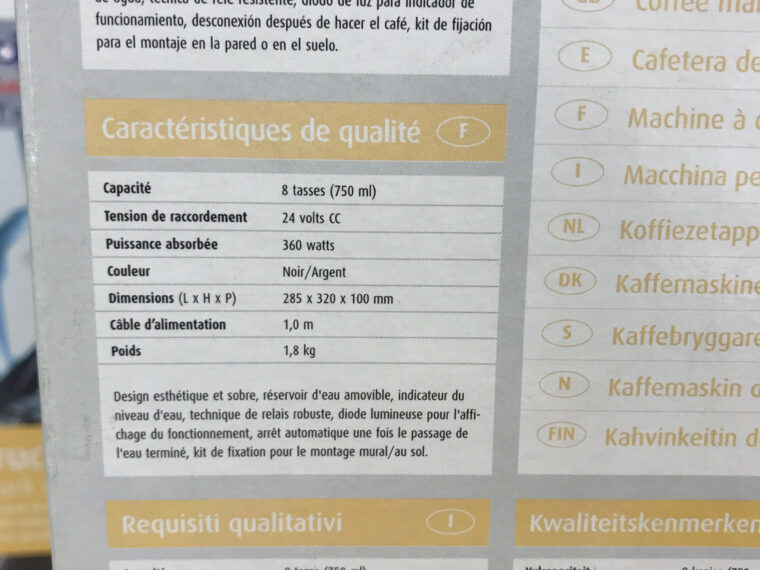 funcionamiento, desconexión después de hacer el café, kit de fijación
para el montaje en la pared o en el suelo.
Caractéristiques de qualité F
Capacité 8 tasses (750 ml)
Tension de raccordement 24 volts CC
Puissance absorbée 360 watts
Couleur Noir/Argent
Dimensions (L x H x P) 285 x 320 x 100 mm
Câble d'alimentation 1,0 m
Poids 1,8 kg
Design esthétique et sobre, réservoir d'eau amovible, indicateur du
niveau d'eau, technique de relais robuste, diode lumineuse pour l'affi-
chage du fonctionnement, arrêt automatique une fois le passage de
l'eau terminé, kit de fixation pour le montage mural/au sol.
Requisiti qualitativi I
GB Coffee
E Cafetera de
F Machine à
I Macchina
NL
DK Kaffemaskine
S Kaffebryggare
N Kaffemaskin
FIN Kahvinkeitin
Kwaliteitskenmerken